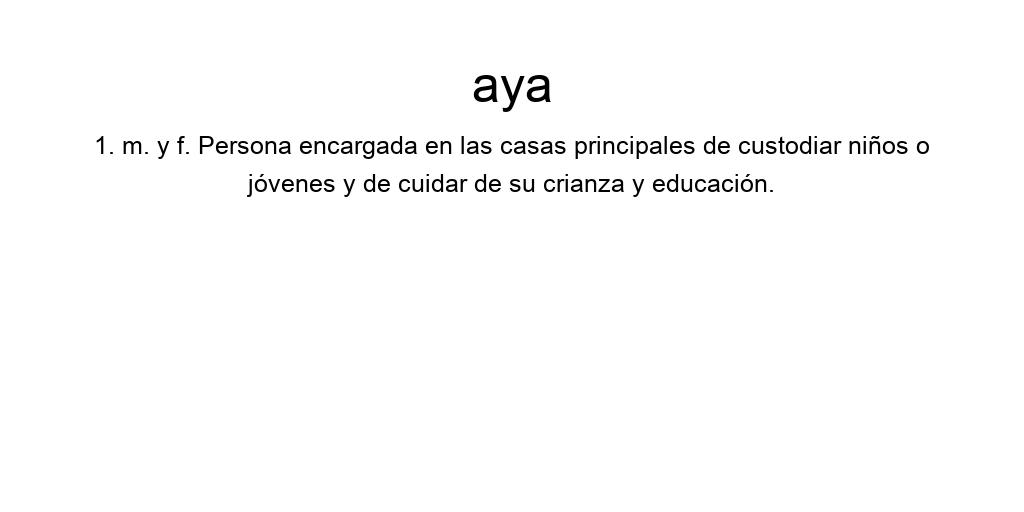 aya
1. m. y f. Persona encargada en las casas principales de custodiar niños o
jóvenes y de cuidar de su crianza y educación.